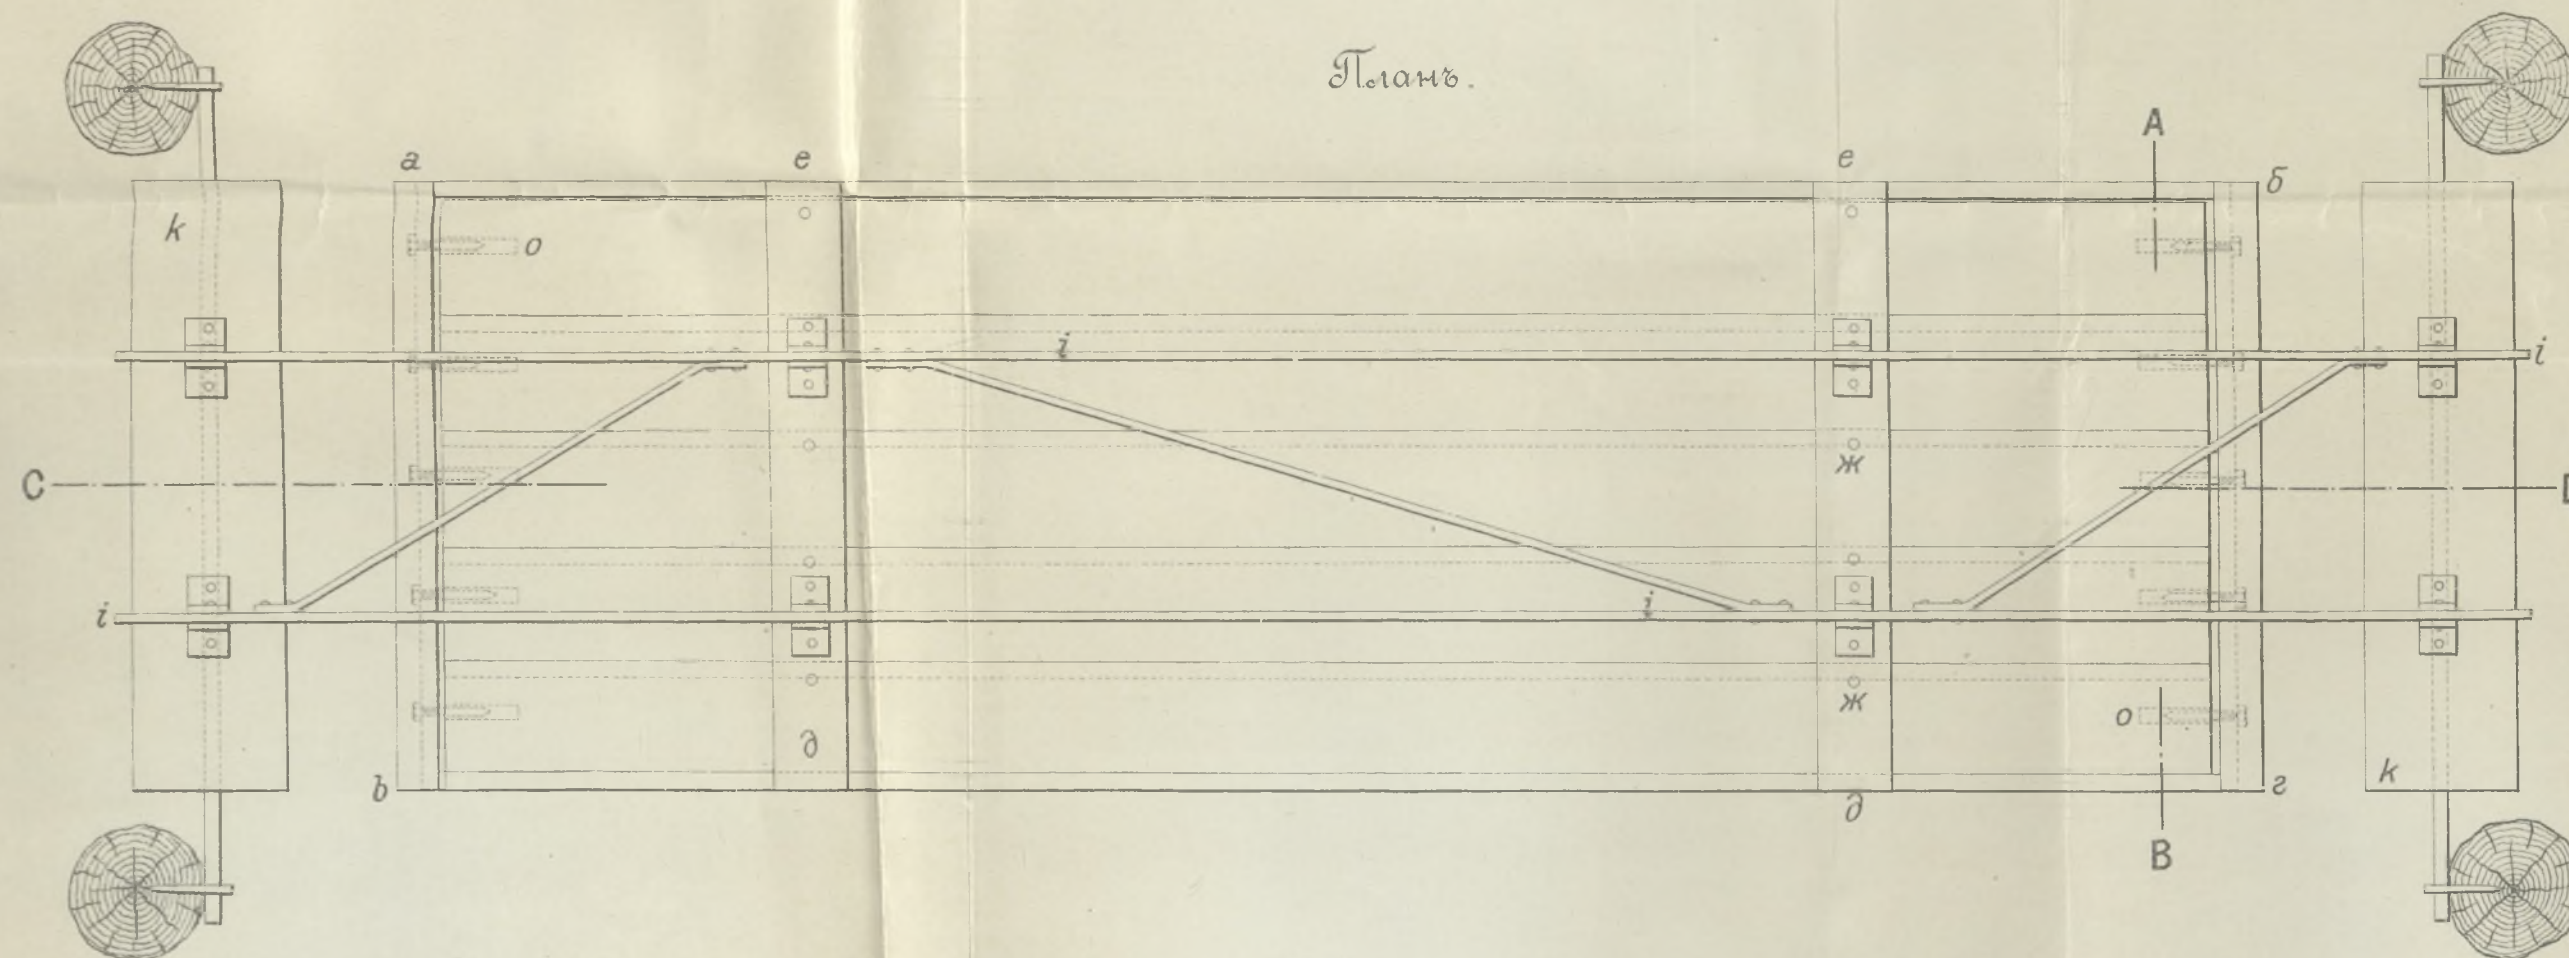 Планъ.
А
а
е
е
б
k
о
i
i
С
ж
i
i
ж
о
д
k
b
г
д
В